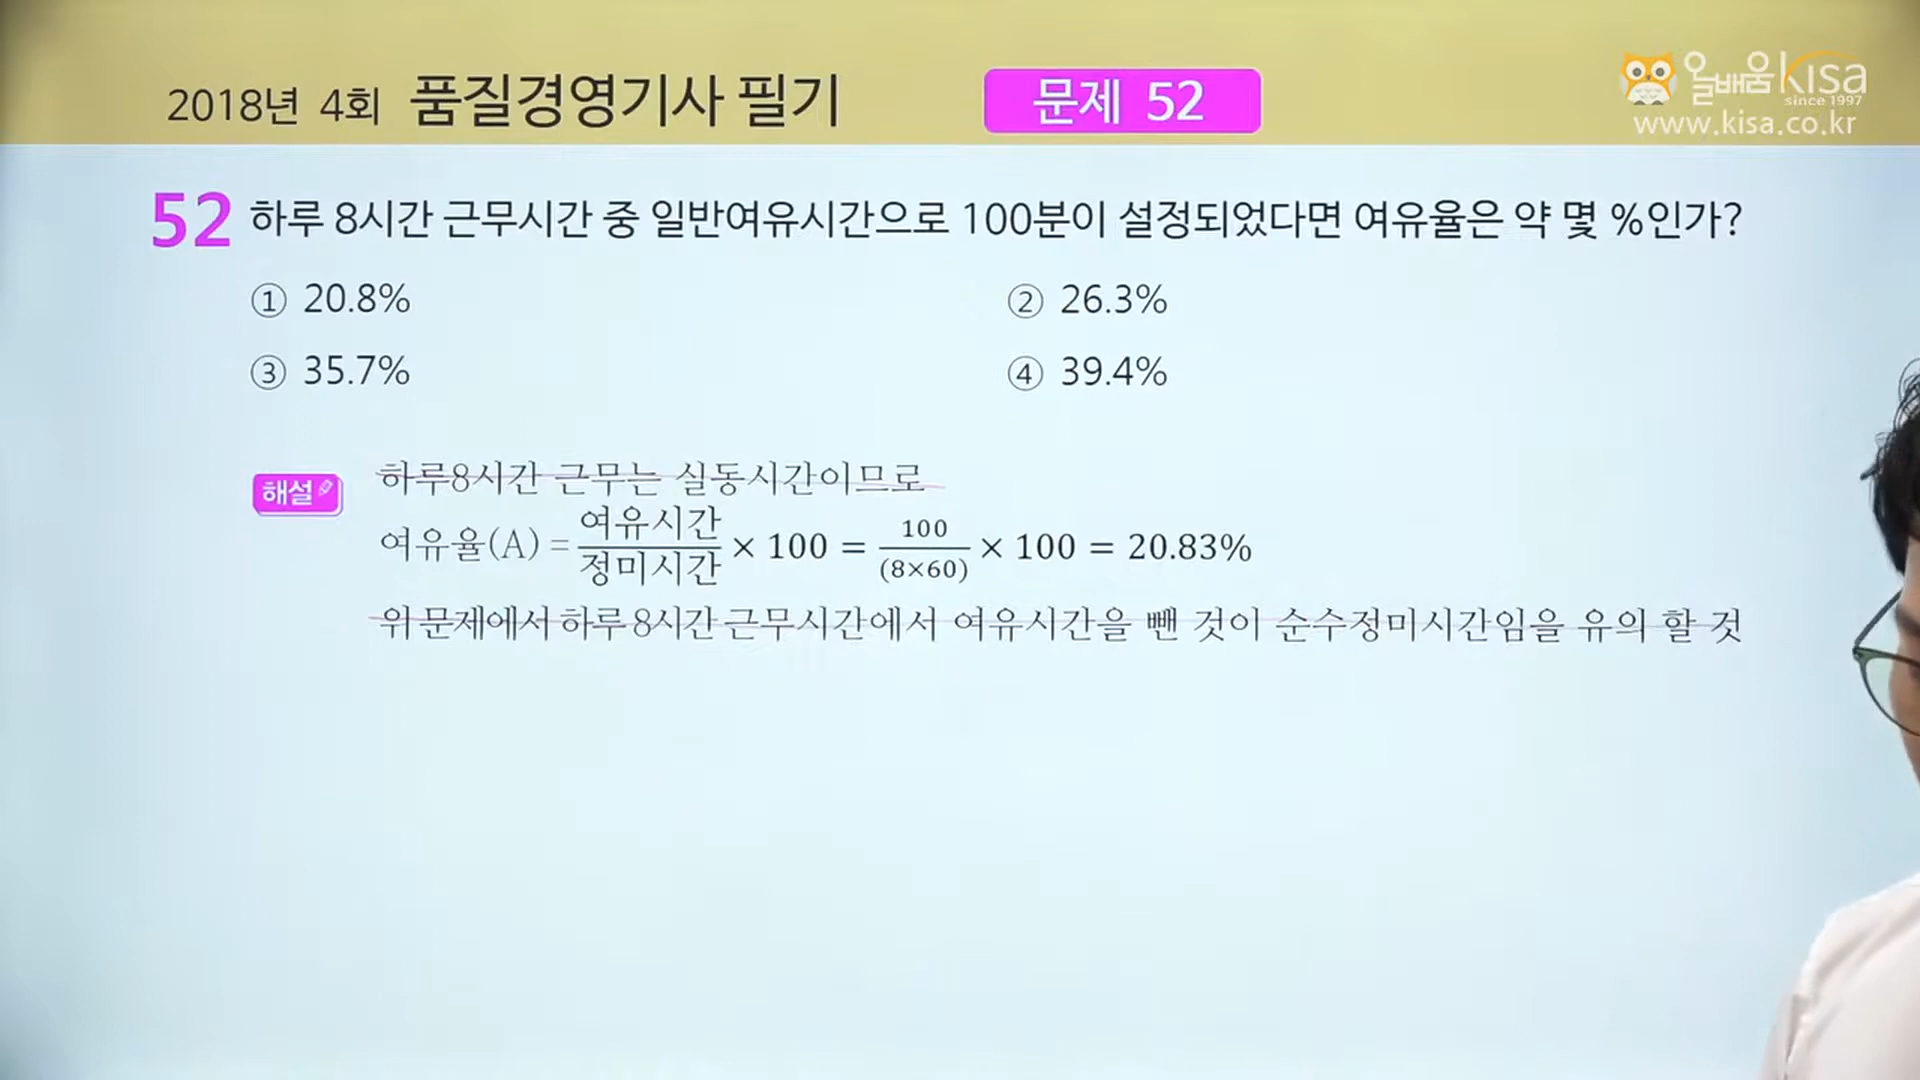 2018년 4회 품질경영기사 필기 문제 52
올배움kisa
since 1997
www.kisa.co.kr
52 하루 8시간 근무시간 중 일반여유시간으로 100분이 설정되었다면 여유율은 약 몇 %인가?
① 20.8% ② 26.3%
③ 35.7% ④ 39.4%
해설 하루8시간 근무는 실동시간이므로
여유율(A) = 여유시간/정미시간 × 100 = 100/(8×60) × 100 = 20.83%
위 문제에서 하루 8시간 근무시간에서 여유시간을 뺀 것이 순수정미시간임을 유의 할 것